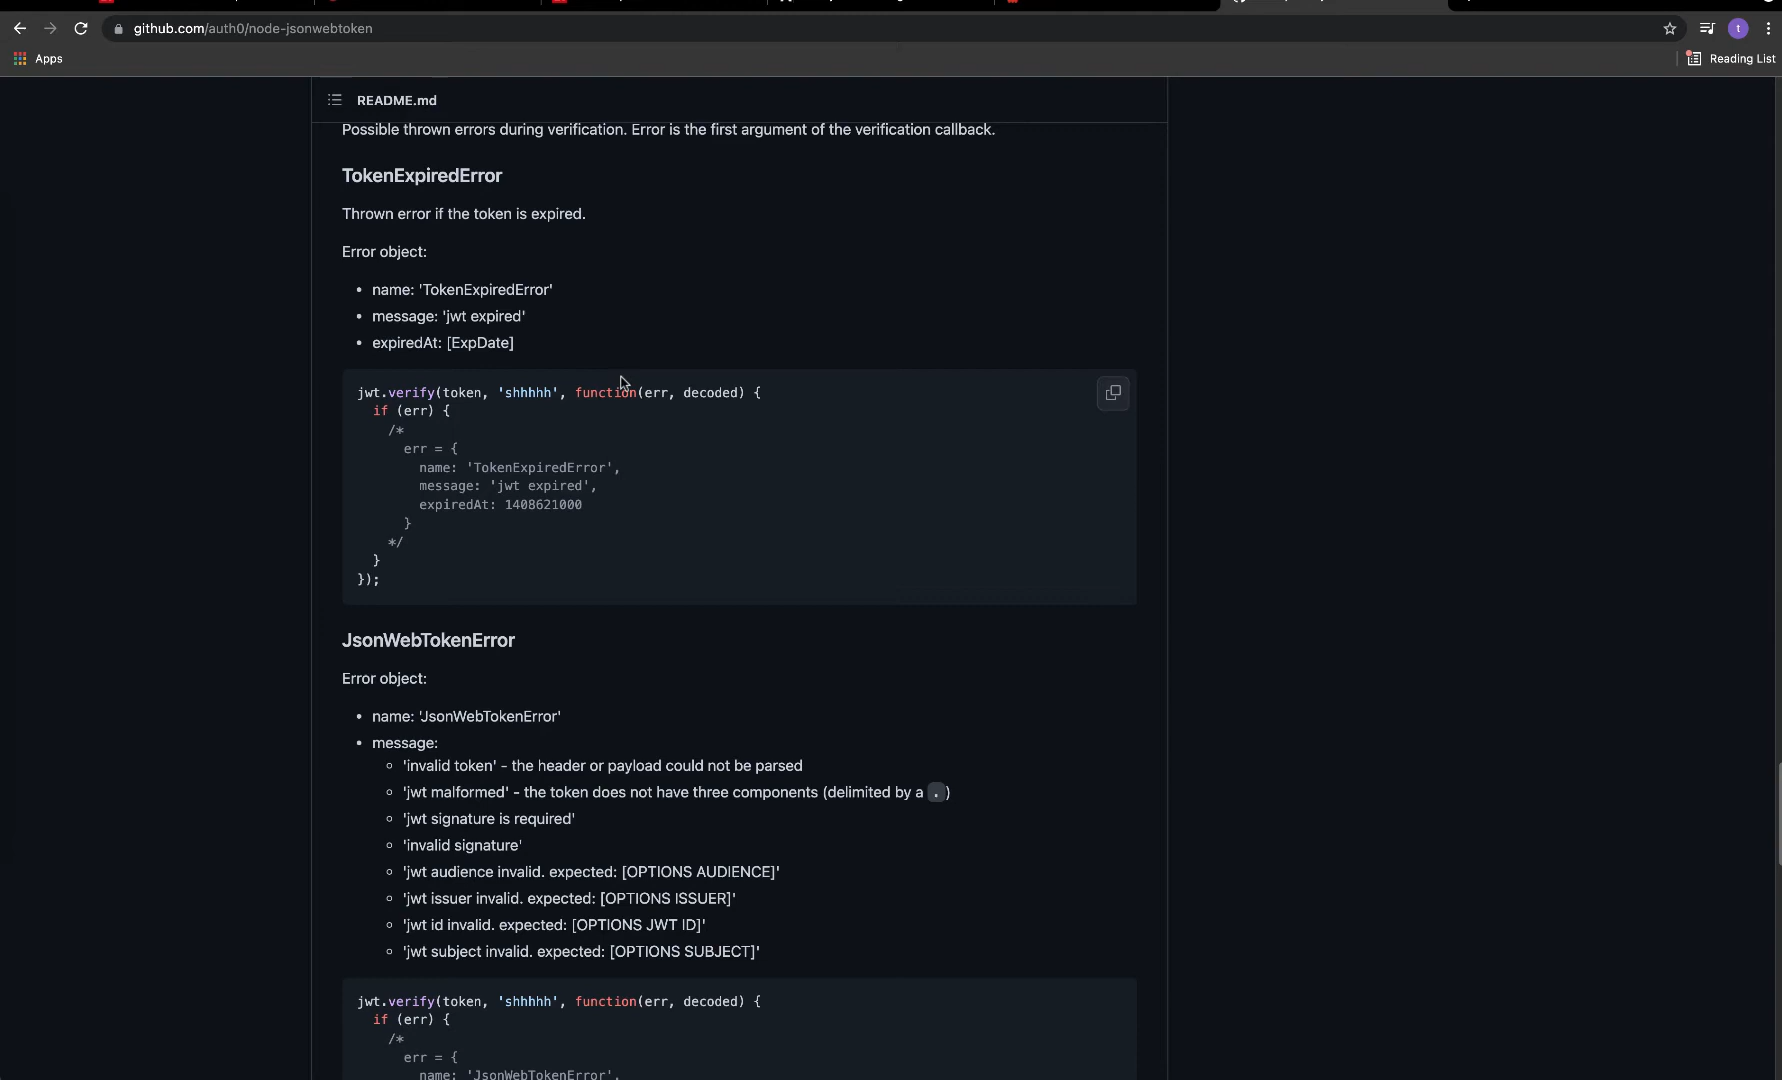 github.com/auth0/node-jsonwebtoken
t
Apps
Reading List
README.md
Possible thrown errors during verification. Error is the first argument of the verification callback.
TokenExpiredError
Thrown error if the token is expired.
Error object:
• name: 'TokenExpiredError'
• message: 'jwt expired'
• expiredAt: [ExpDate]
jwt.verify(token, 'shhhhh', function(err, decoded) {
if (err) {
/*
err = {
name: 'TokenExpiredError',
message: 'jwt expired',
expiredAt: 1408621000
}
*/
}
});
JsonWebTokenError
Error object:
• name: 'JsonWebTokenError'
• message:
◦ 'invalid token' - the header or payload could not be parsed
◦ 'jwt malformed' - the token does not have three components (delimited by a . )
◦ 'jwt signature is required'
◦ 'invalid signature'
◦ 'jwt audience invalid. expected: [OPTIONS AUDIENCE]'
◦ 'jwt issuer invalid. expected: [OPTIONS ISSUER]'
◦ 'jwt id invalid. expected: [OPTIONS JWT ID]'
◦ 'jwt subject invalid. expected: [OPTIONS SUBJECT]'
jwt.verify(token, 'shhhhh', function(err, decoded) {
if (err) {
/*
err = {
name: 'JsonWebTokenError',